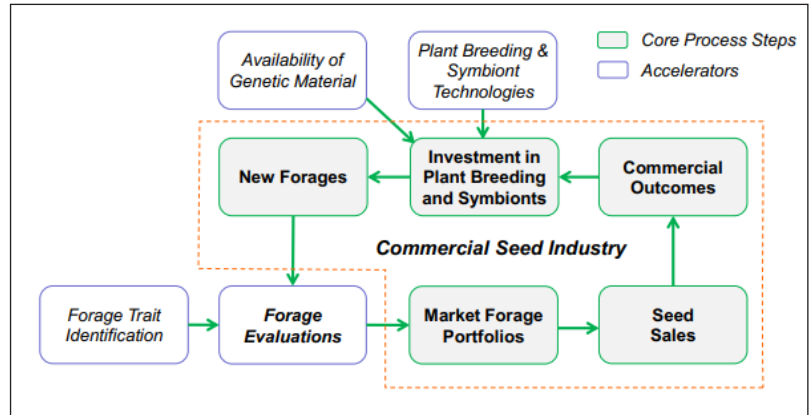 Availability of
Genetic Material
Plant Breeding &
Symbiont
Technologies
Core Process Steps
Accelerators
New Forages
Investment in
Plant Breeding
and Symbionts
Commercial
Outcomes
Commercial Seed Industry
Forage Trait
Identification
Forage
Evaluations
Market Forage
Portfolios
Seed
Sales